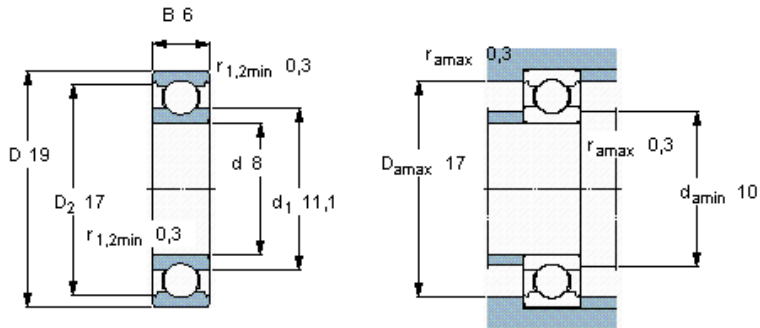 B 6
r1,2min 0,3
D 19
D2 17
d 8
d1 11,1
r1,2min 0,3
ramax 0,3
Damax 17
ramax 0,3
damin 10